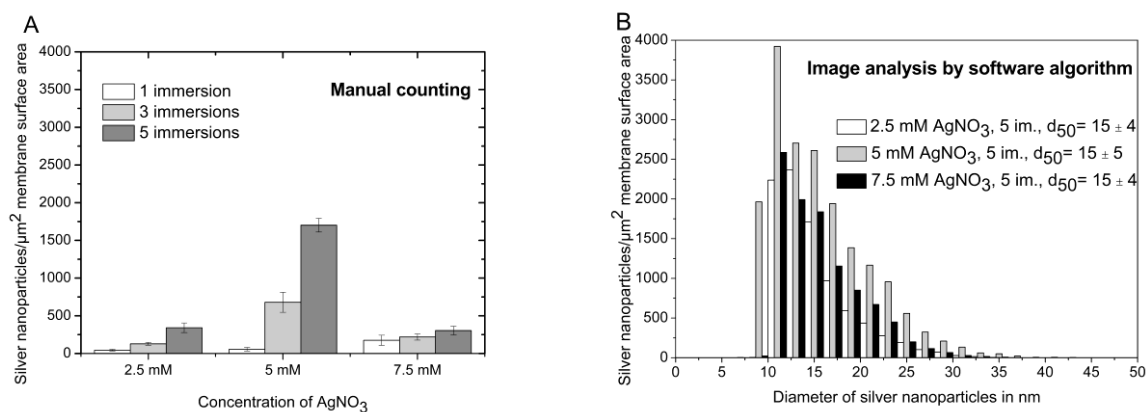 A
Silver nanoparticles/µm² membrane surface area
4000
3500
3000
2500
2000
1500
1000
500
0
1 immersion
3 immersions
5 immersions
Manual counting
2.5 mM
5 mM
7.5 mM
Concentration of AgNO₃
B
Silver nanoparticles/µm² membrane surface area
4000
3500
3000
2500
2000
1500
1000
500
0
Image analysis by software algorithm
2.5 mM AgNO₃, 5 im., d₅₀= 15 ± 4
5 mM AgNO₃, 5 im., d₅₀= 15 ± 5
7.5 mM AgNO₃, 5 im., d₅₀= 15 ± 4
0 5 10 15 20 25 30 35 40 45 50
Diameter of silver nanoparticles in nm